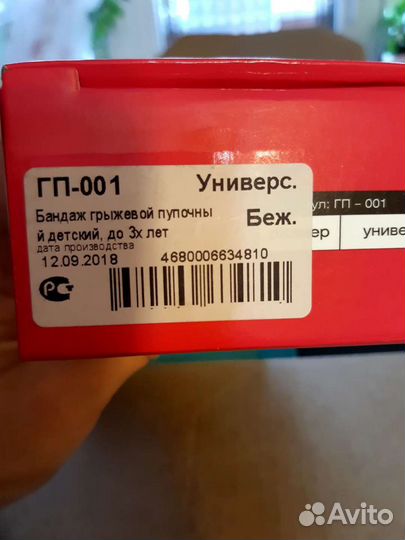 ГП-001 Универс.
Бандаж грыжевой пупочны Беж.
й детский, до 3х лет
дата производства
12.09.2018 4680006634810
РСТ
ул: ГП – 001
ер униве
Avito